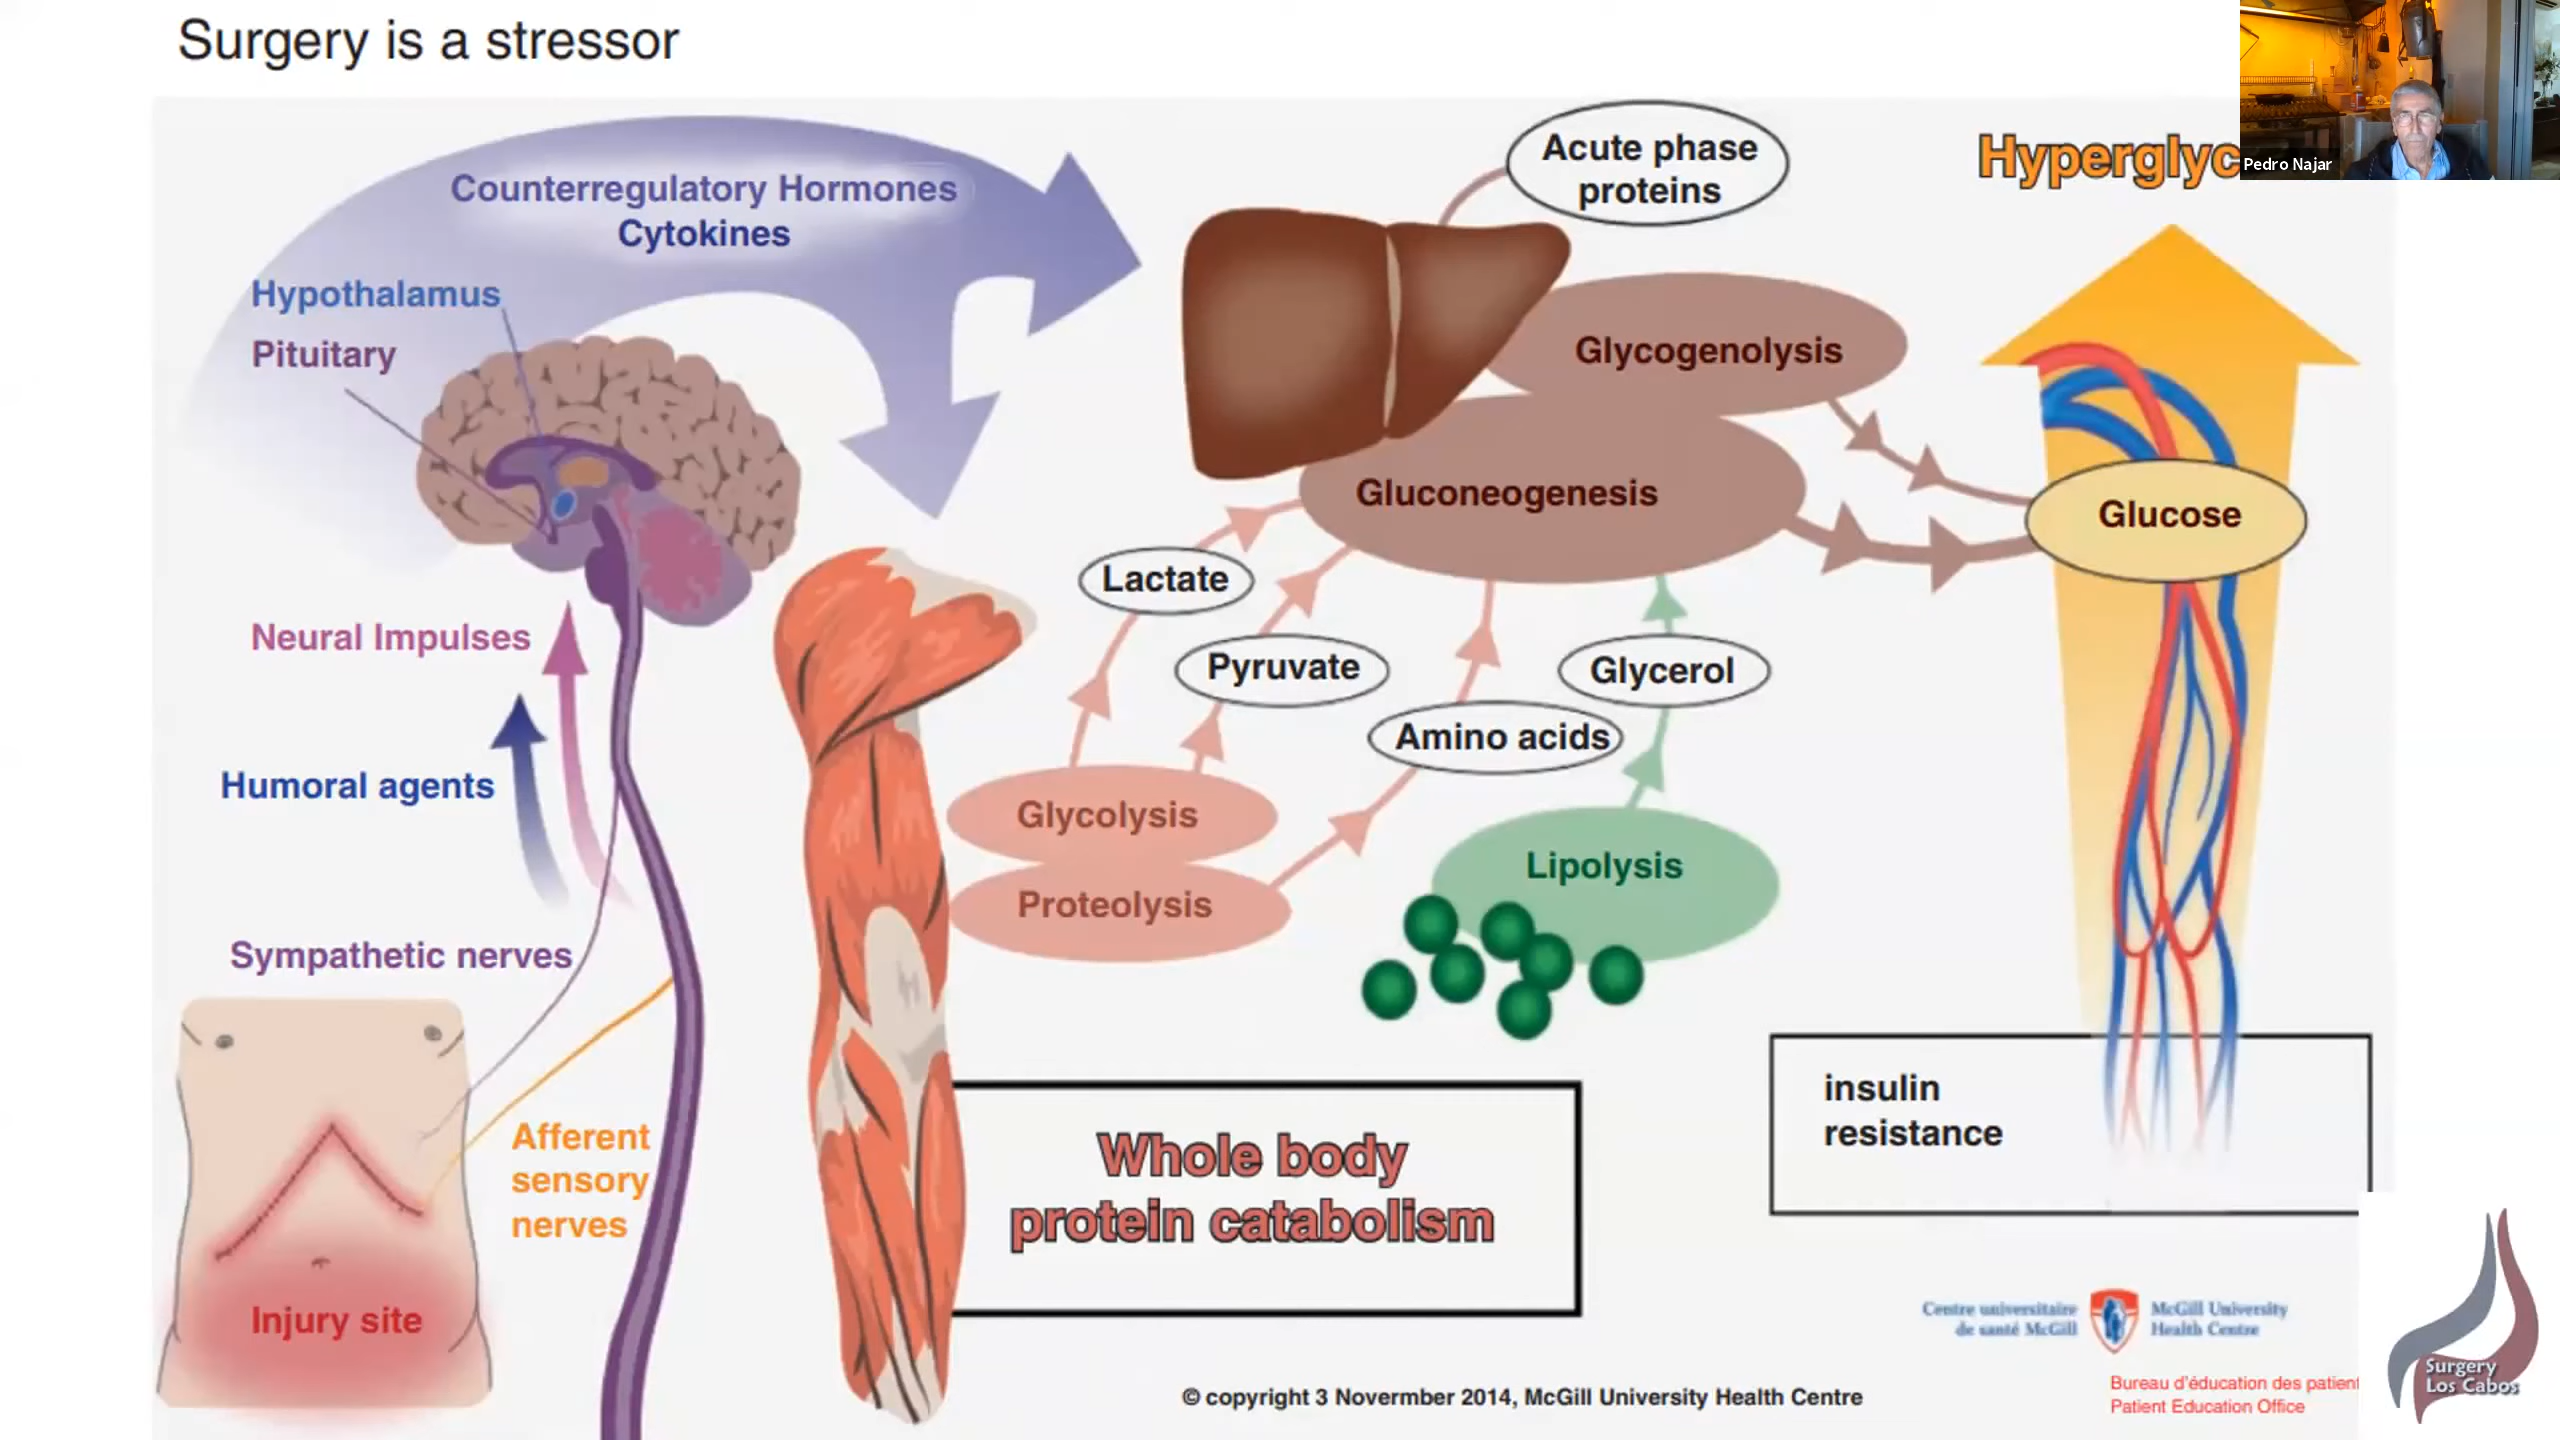 Surgery is a stressor
Pedro Najar
Counterregulatory Hormones
Cytokines
Hypothalamus
Pituitary
Neural Impulses
Humoral agents
Sympathetic nerves
Afferent
sensory
nerves
Injury site
Acute phase
proteins
Glycogenolysis
Gluconeogenesis
Lactate
Pyruvate
Amino acids
Glycerol
Glycolysis
Proteolysis
Lipolysis
Whole body
protein catabolism
Hyperglyc
Glucose
insulin
resistance
Centre universitaire
de santé McGill
McGill University
Health Centre
Bureau d'éducation des patient
Patient Education Office
© copyright 3 Novermber 2014, McGill University Health Centre
Surgery
Los Cabos